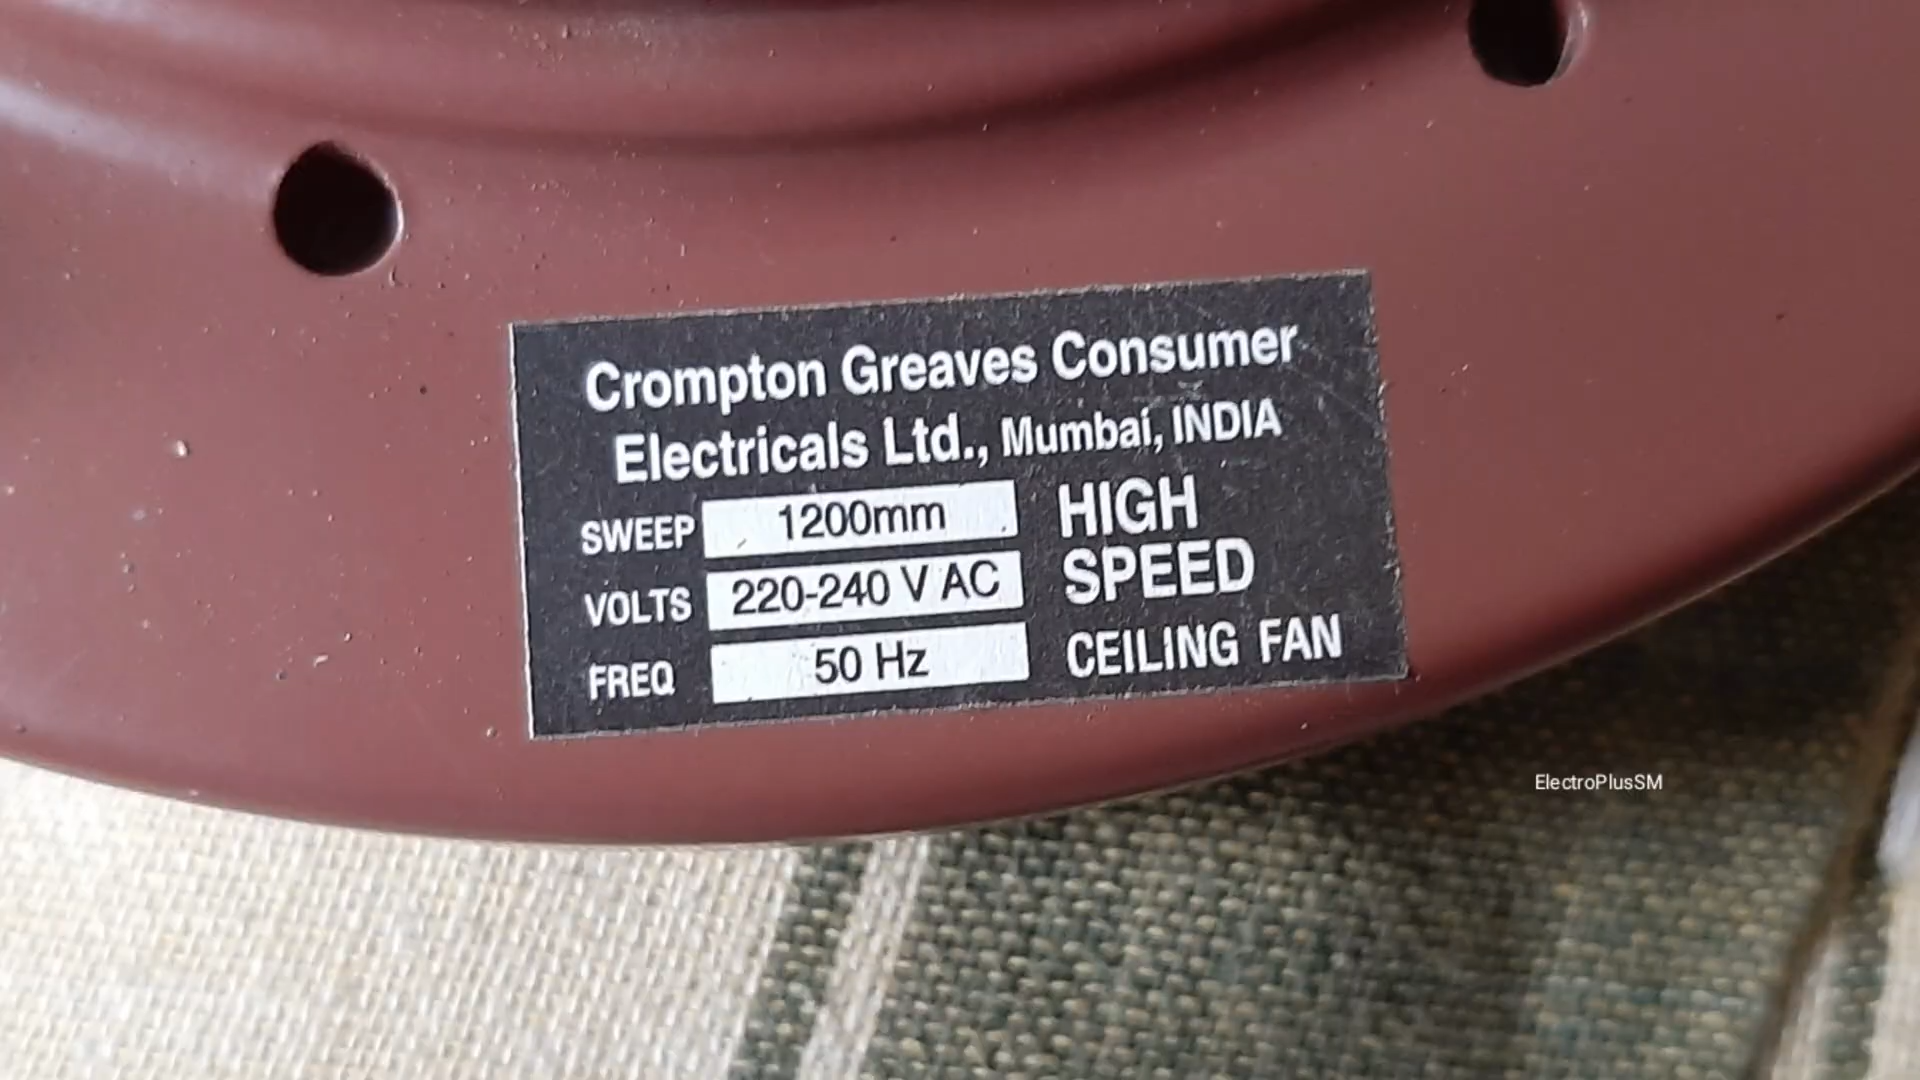 Crompton Greaves Consumer
Electricals Ltd., Mumbai, INDIA
SWEEP 1200mm
VOLTS 220-240 V AC
FREQ 50 Hz
HIGH
SPEED
CEILING FAN
ElectroPlusSM